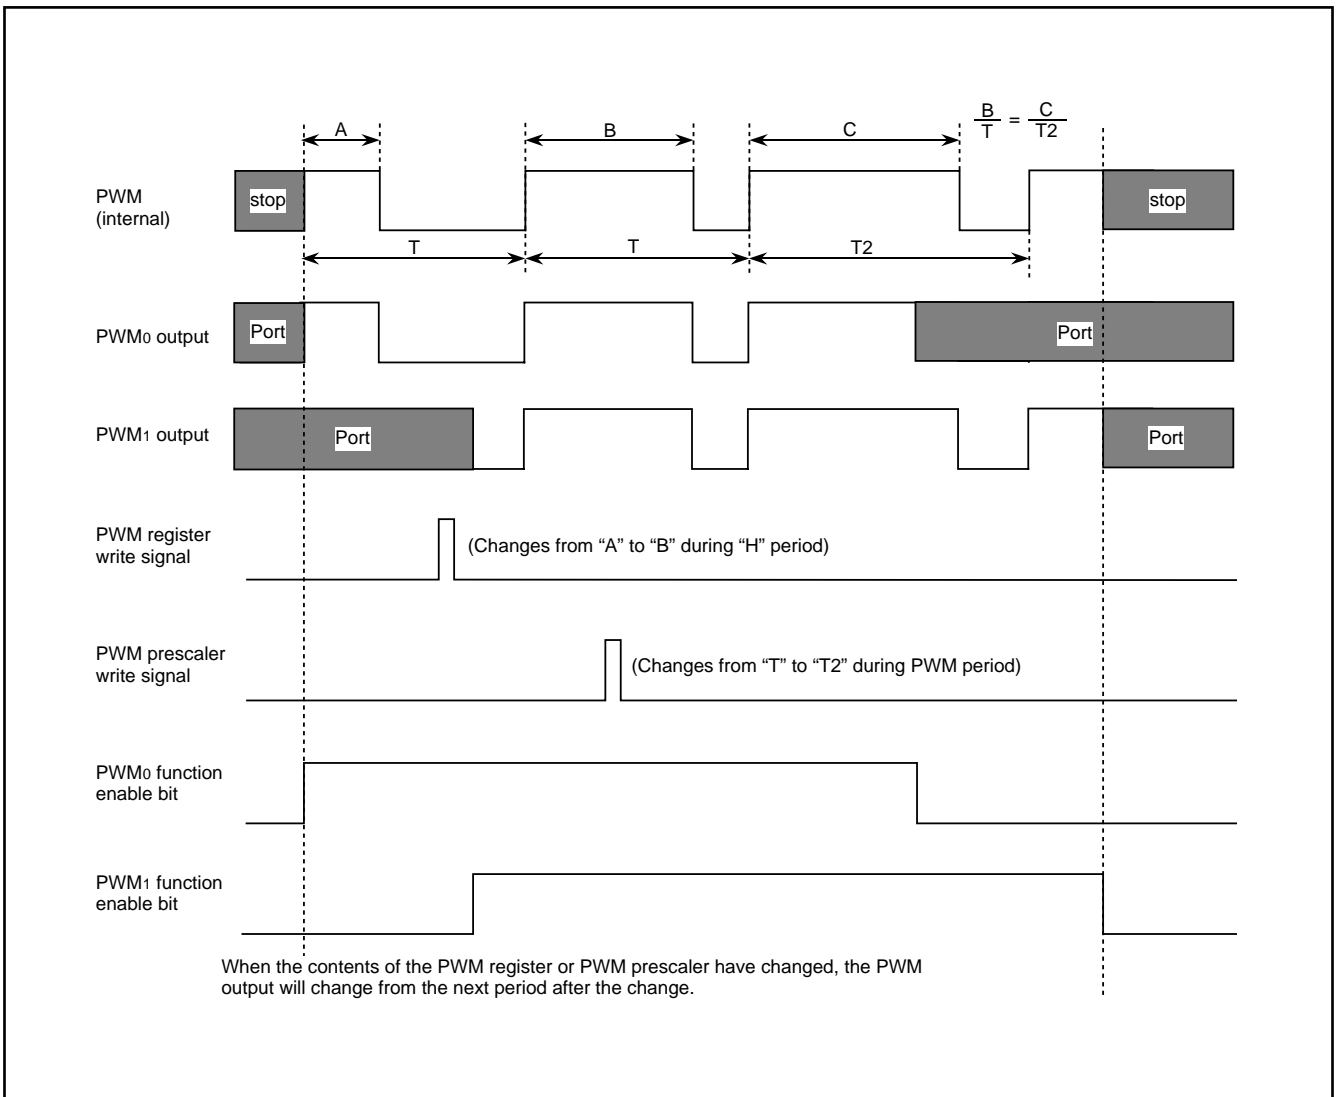 A
B
C
B/T = C/T2
PWM
(internal)
stop
stop
T
T
T2
PWM0 output
Port
Port
PWM1 output
Port
Port
PWM register
write signal
(Changes from “A” to “B” during “H” period)
PWM prescaler
write signal
(Changes from “T” to “T2” during PWM period)
PWM0 function
enable bit
PWM1 function
enable bit
When the contents of the PWM register or PWM prescaler have changed, the PWM
output will change from the next period after the change.